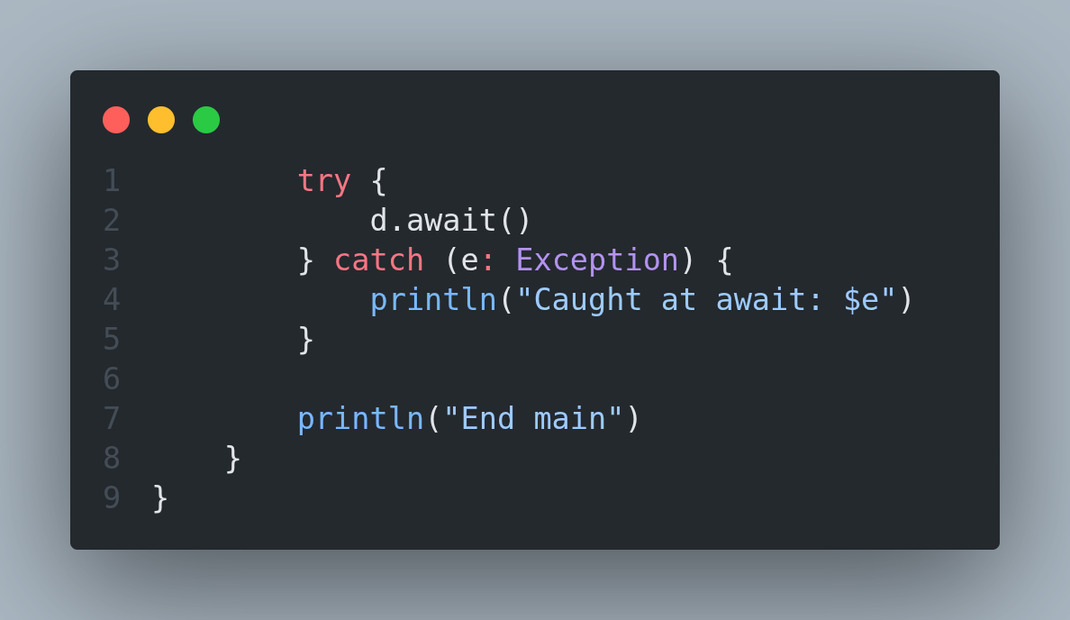 1         try {
2             d.await()
3         } catch (e: Exception) {
4             println("Caught at await: $e")
5         }
6
7         println("End main")
8     }
9 }